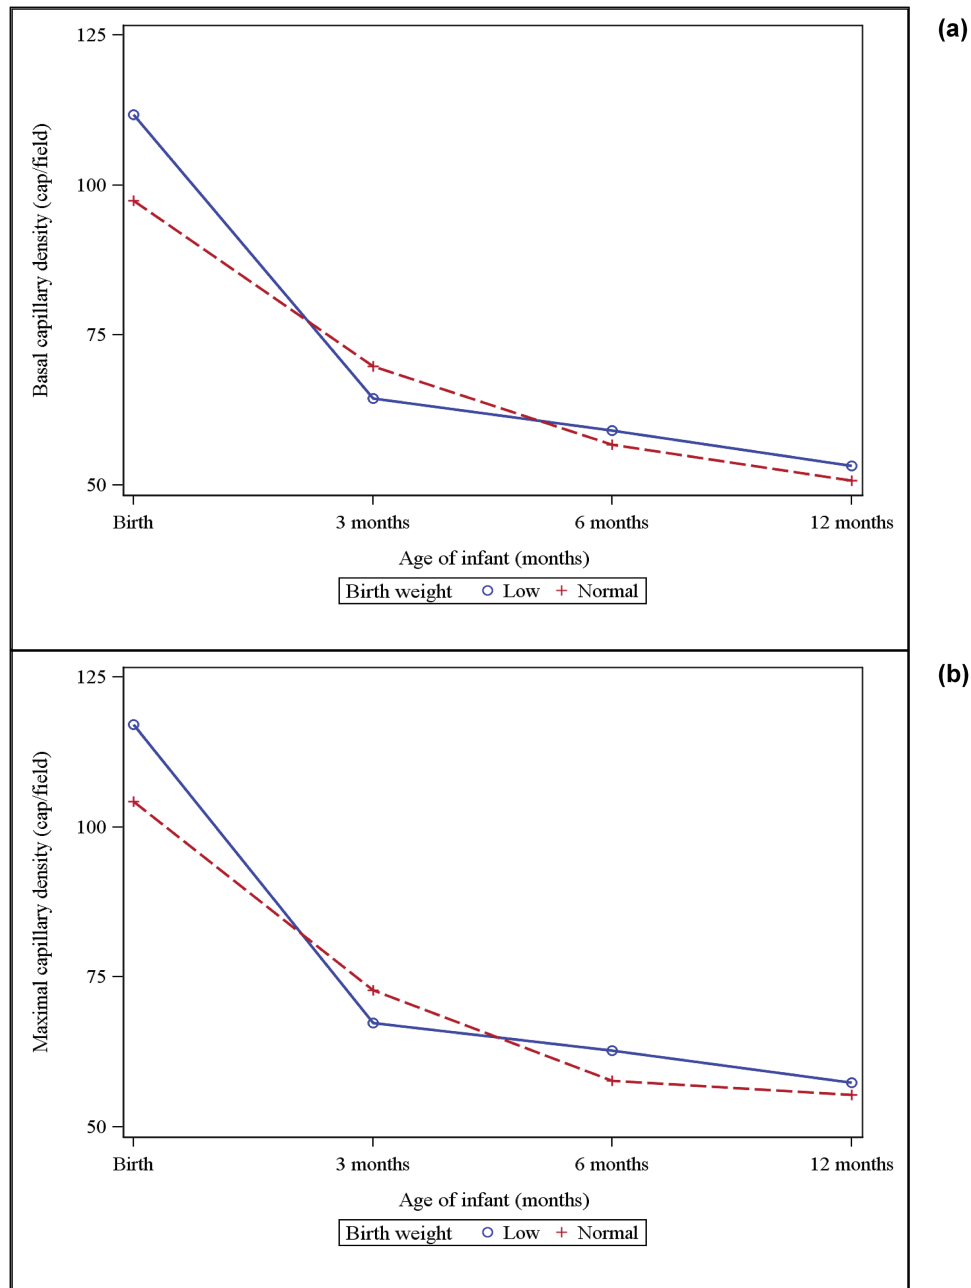 (a)
125
100
75
50
Basal capillary density (cap/field)
Birth 3 months 6 months 12 months
Age of infant (months)
Birth weight Low Normal
(b)
125
100
75
50
Maximal capillary density (cap/field)
Birth 3 months 6 months 12 months
Age of infant (months)
Birth weight Low Normal